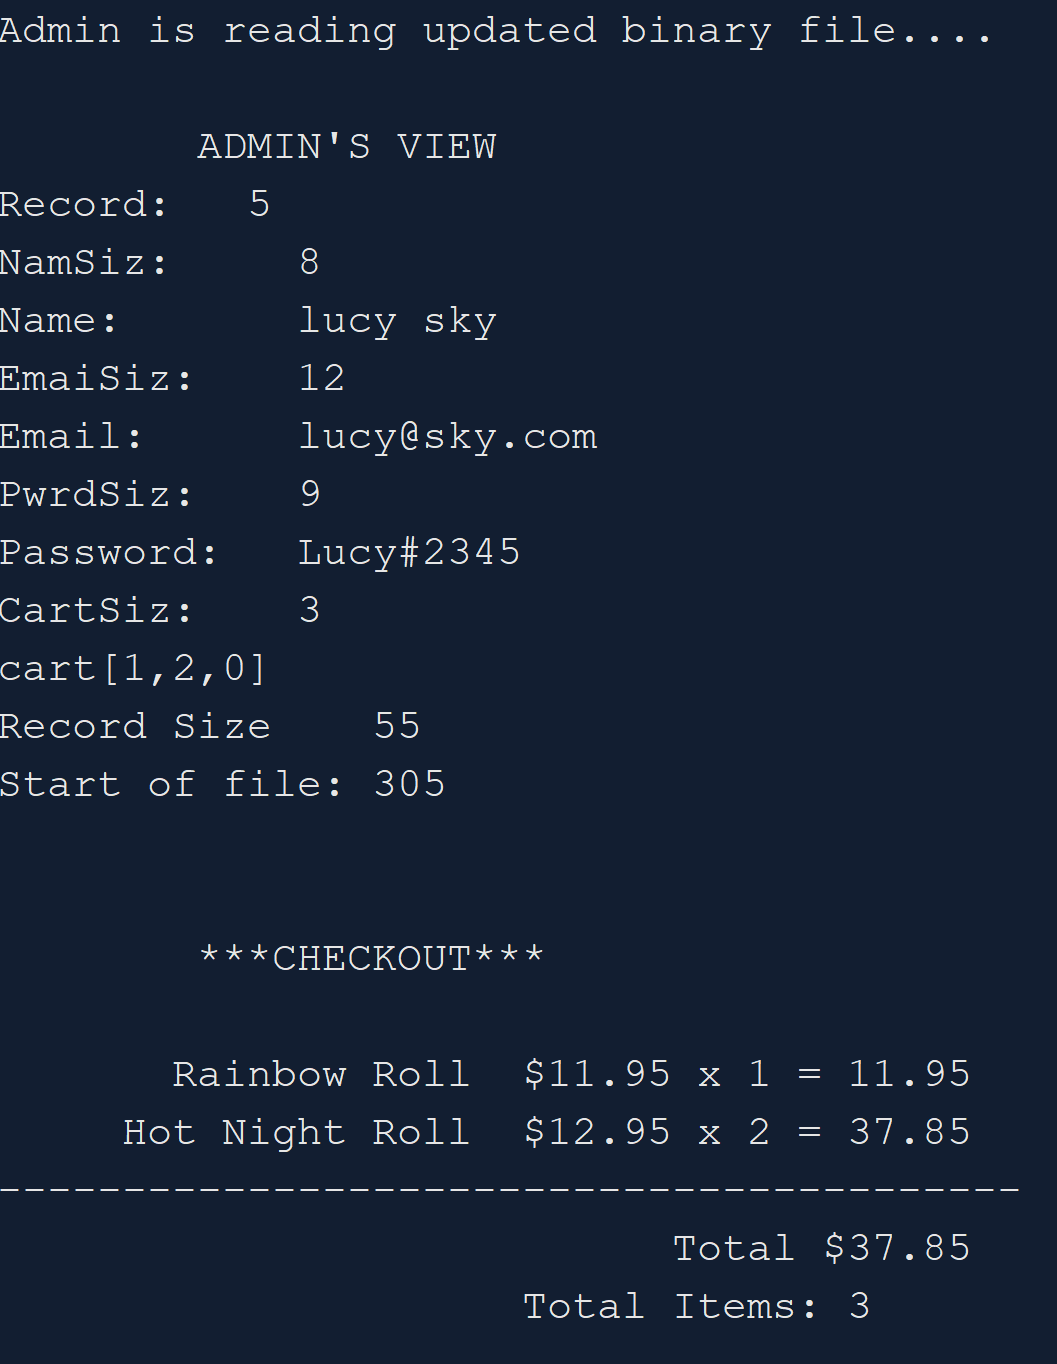 Admin is reading updated binary file....
ADMIN'S VIEW
Record: 5
NamSiz: 8
Name: lucy sky
EmaiSiz: 12
Email: lucy@sky.com
PwrdSiz: 9
Password: Lucy#2345
CartSiz: 3
cart[1,2,0]
Record Size 55
Start of file: 305
***CHECKOUT***
Rainbow Roll $11.95 x 1 = 11.95
Hot Night Roll $12.95 x 2 = 37.85
-----------------------------------------
Total $37.85
Total Items: 3